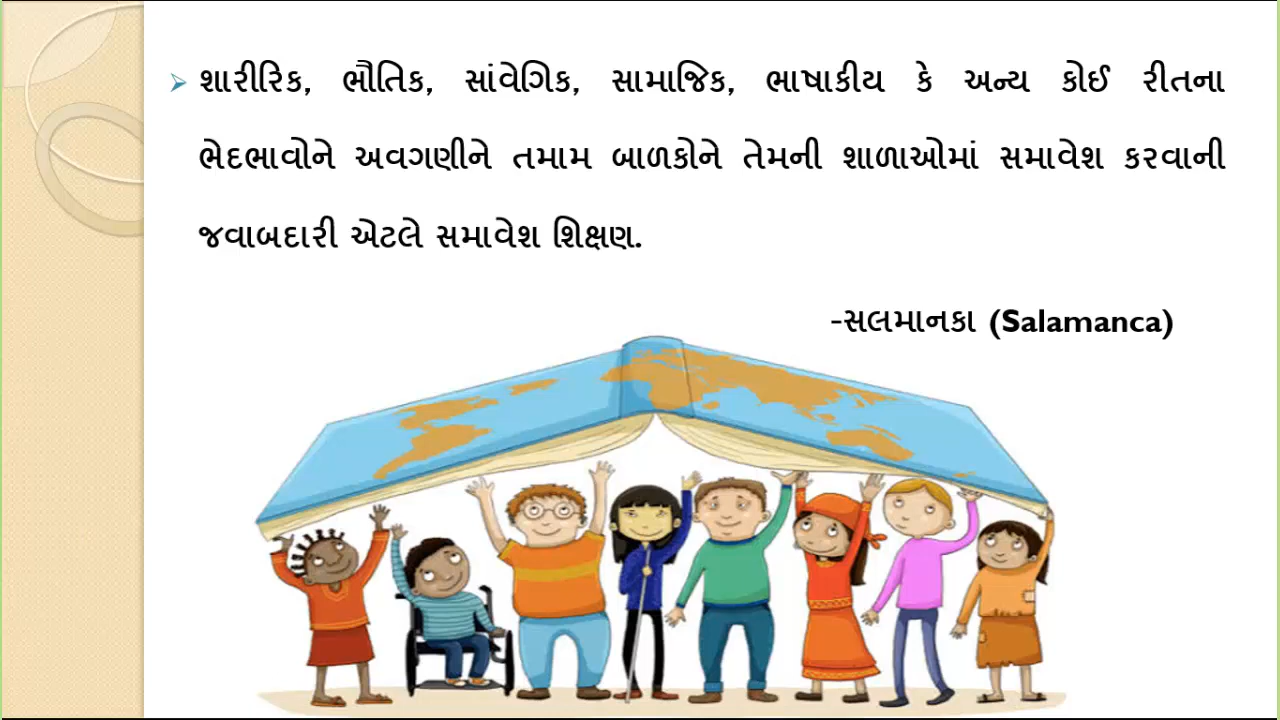 શારીરિક, ભૌતિક, સાંવેગિક, સામાજિક, ભાષાકીય કે અન્ય કોઈ રીતના
ભેદભાવોને અવગણીને તમામ બાળકોને તેમની શાળાઓમાં સમાવેશ કરવાની
જવાબદારી એટલે સમાવેશ શિક્ષણ.
-સલમાનકા (Salamanca)